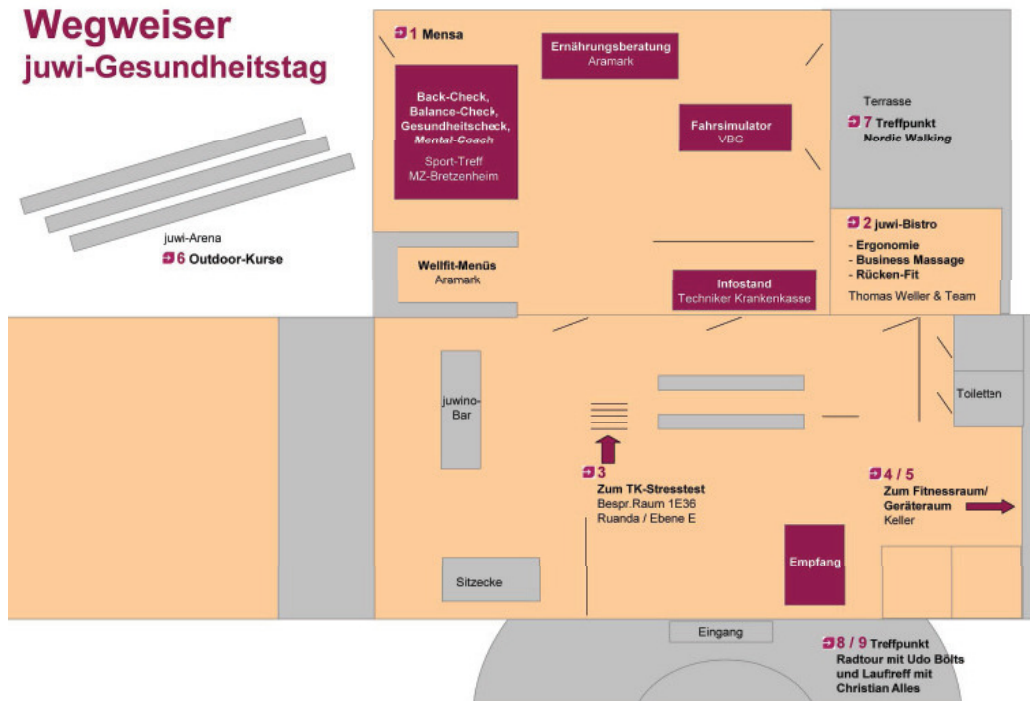 Wegweiser
juwi-Gesundheitstag
1 Mensa
Ernährungsberatung
Aramark
Back-Check,
Balance-Check,
Gesundheitscheck,
Mental-Coach
Sport-Treff
MZ-Bretzenheim
Fahrsimulator
VBG
Terrasse
7 Treffpunkt
Nordic Walking
juwi-Arena
6 Outdoor-Kurse
Wellfit-Menüs
Aramark
Infostand
Techniker Krankenkasse
2 juwi-Bistro
- Ergonomie
- Business Massage
- Rücken-Fit
Thomas Weller & Team
juwino-
Bar
Toiletten
3
Zum TK-Stresstest
Bespr.Raum 1E36
Ruanda / Ebene E
4 / 5
Zum Fitnessraum/
Geräteraum
Keller
Empfang
Sitzecke
Eingang
8 / 9 Treffpunkt
Radtour mit Udo Bölts
und Lauftreff mit
Christian Alles